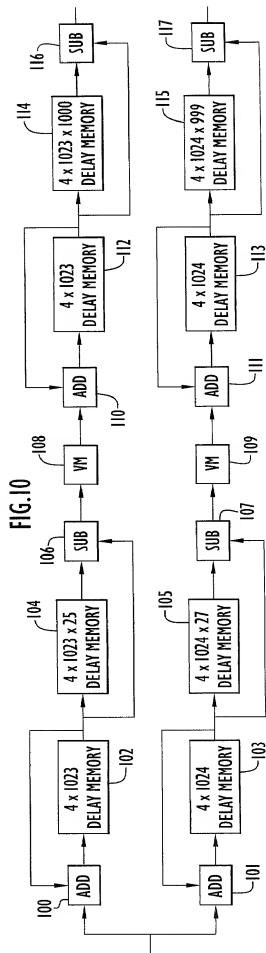 FIG.10
100
ADD
102
4 x 1023
DELAY MEMORY
104
4 x 1023 x 25
DELAY MEMORY
106
SUB
108
VM
110
ADD
112
4 x 1023
DELAY MEMORY
114
4 x 1023 x 1000
DELAY MEMORY
116
SUB
101
ADD
103
4 x 1024
DELAY MEMORY
105
4 x 1024 x 27
DELAY MEMORY
107
SUB
109
VM
111
ADD
113
4 x 1024
DELAY MEMORY
115
4 x 1024 x 999
DELAY MEMORY
117
SUB